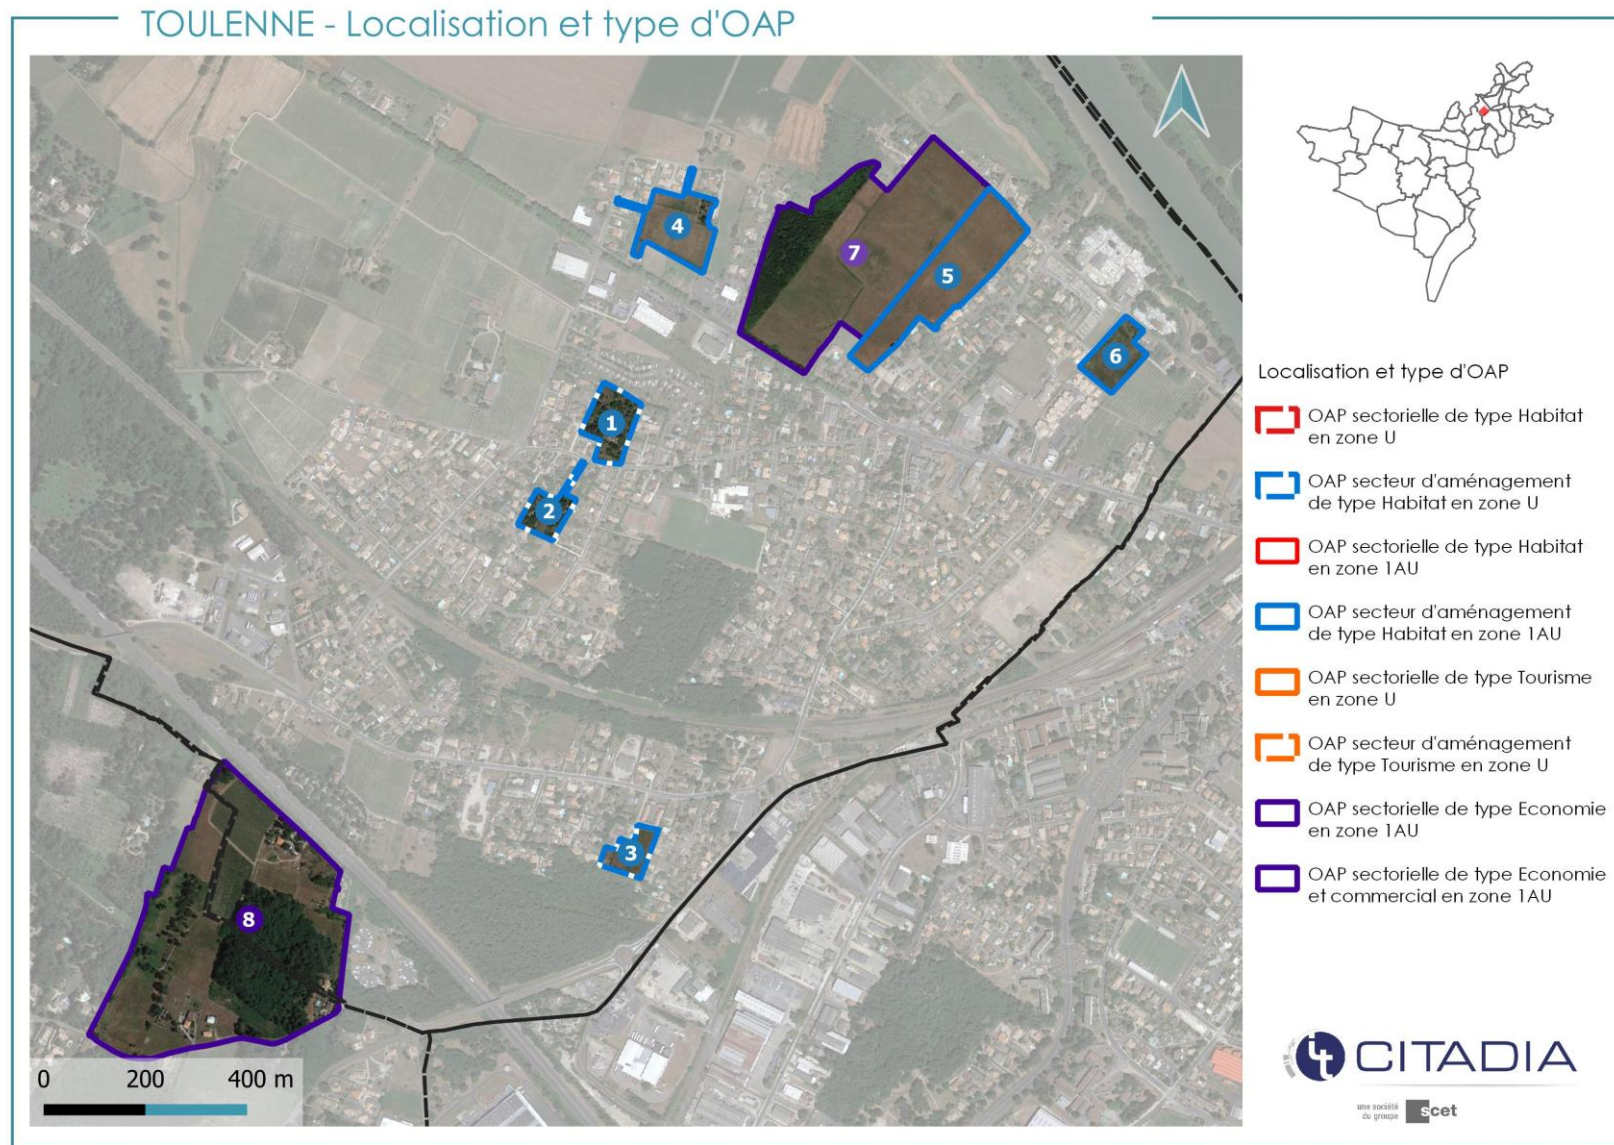 TOULENNE - Localisation et type d'OAP
4
7
5
6
1
2
3
8
0 200 400 m
Localisation et type d'OAP
OAP sectorielle de type Habitat
en zone U
OAP secteur d'aménagement
de type Habitat en zone U
OAP sectorielle de type Habitat
en zone 1AU
OAP secteur d'aménagement
de type Habitat en zone 1AU
OAP sectorielle de type Tourisme
en zone U
OAP secteur d'aménagement
de type Tourisme en zone U
OAP sectorielle de type Economie
en zone 1AU
OAP sectorielle de type Economie
et commercial en zone 1AU
CITADIA
une société
du groupe
scet